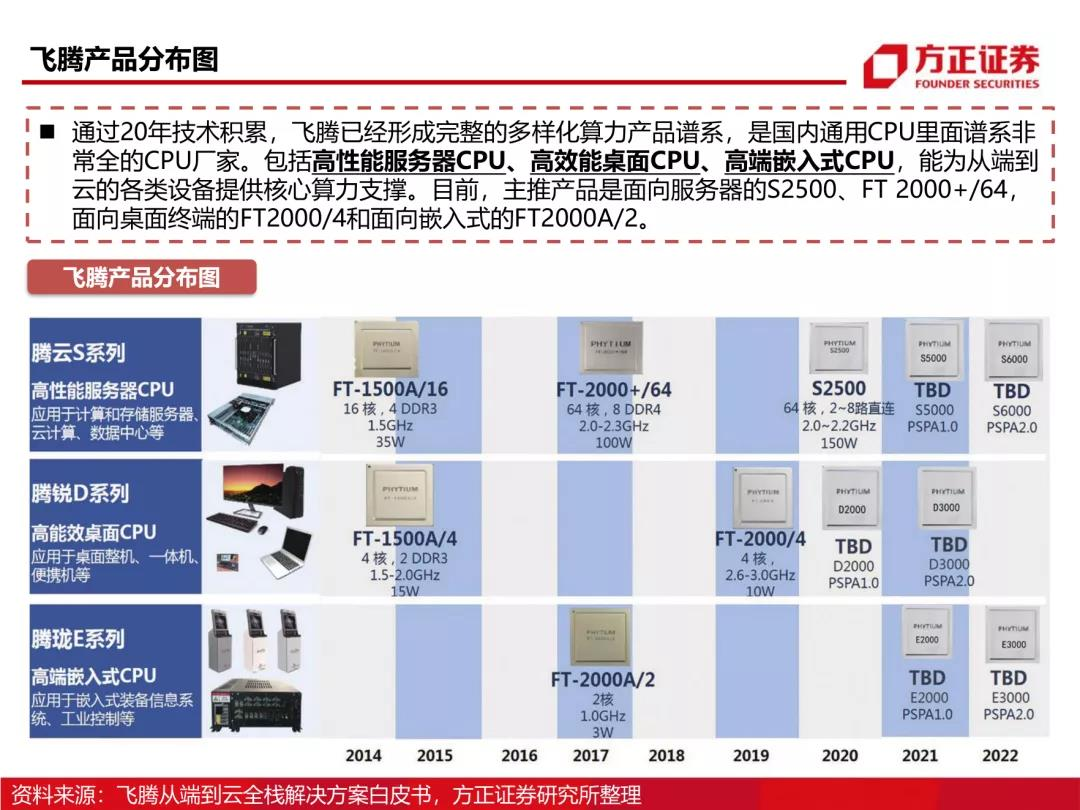 飞腾产品分布图
方正证券
FOUNDER SECURITIES
■ 通过20年技术积累，飞腾已经形成完整的多样化算力产品谱系，是国内通用CPU里面谱系非
常全的CPU厂家。包括高性能服务器CPU、高效能桌面CPU、高端嵌入式CPU，能为从端到
云的各类设备提供核心算力支撑。目前，主推产品是面向服务器的S2500、FT 2000+/64，
面向桌面终端的FT2000/4和面向嵌入式的FT2000A/2。
飞腾产品分布图
腾云S系列
高性能服务器CPU
应用于计算和存储服务器、
云计算、数据中心等
PHYTIUM
FT-1500A/16
16 核，4 DDR3
1.5GHz
35W
PHYTIUM
FT-2000+/64
64 核，8 DDR4
2.0-2.3GHz
100W
PHYTIUM
S2500
S2500
64 核，2~8路直连
2.0~2.2GHz
150W
PHYTIUM
S5000
TBD
S5000
PSPA1.0
PHYTIUM
S6000
TBD
S6000
PSPA2.0
腾锐D系列
高能效桌面CPU
应用于桌面整机、一体机、
便携机等
PHYTIUM
FT-1500A/4
4 核，2 DDR3
1.5-2.0GHz
15W
PHYTIUM
FT-2000/4
4 核，
2.6-3.0GHz
10W
PHYTIUM
D2000
TBD
D2000
PSPA1.0
PHYTIUM
D3000
TBD
D3000
PSPA2.0
腾珑E系列
高端嵌入式CPU
应用于嵌入式装备信息系
统、工业控制等
PHYTIUM
FT-2000A/2
2核
1.0GHz
3W
PHYTIUM
E2000
TBD
E2000
PSPA1.0
PHYTIUM
E3000
TBD
E3000
PSPA2.0
2014 2015 2016 2017 2018 2019 2020 2021 2022
资料来源：飞腾从端到云全栈解决方案白皮书，方正证券研究所整理